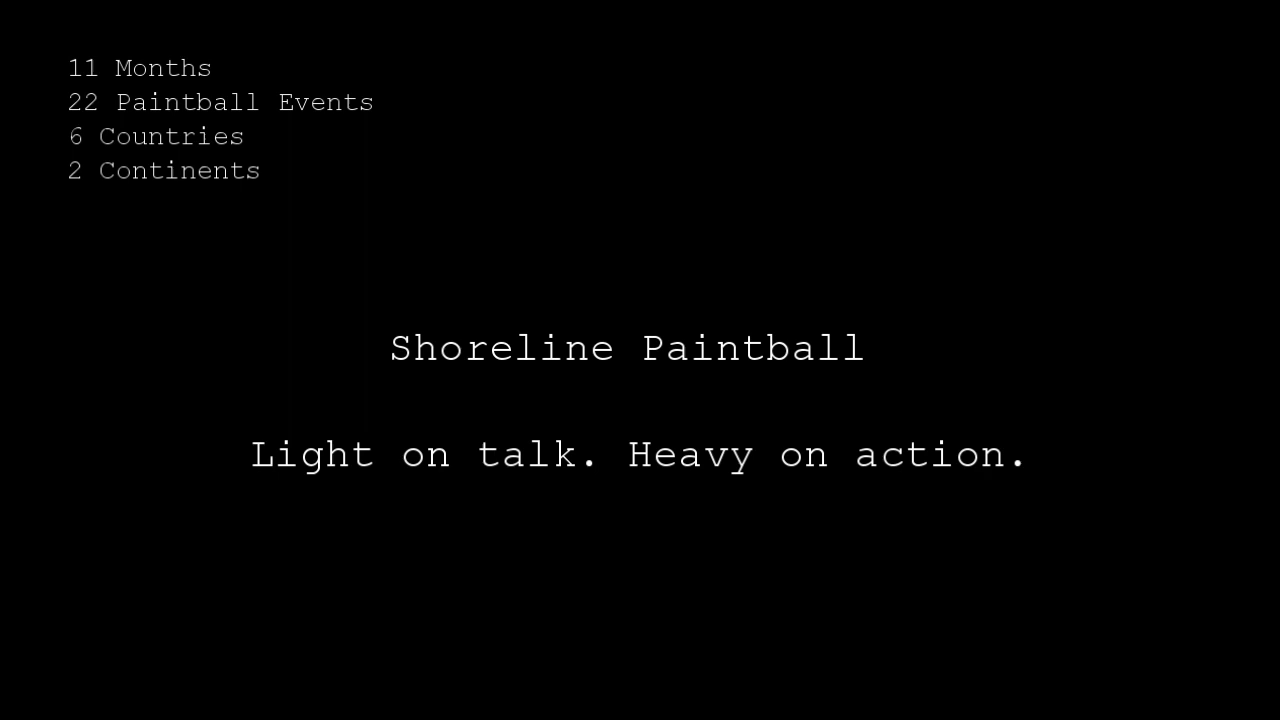 11 Months
22 Paintball Events
6 Countries
2 Continents
Shoreline Paintball
Light on talk. Heavy on action.